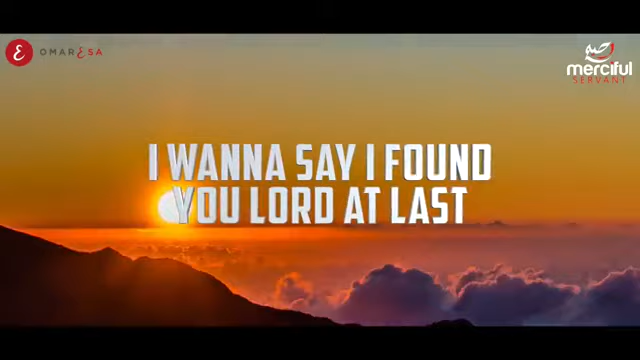 OMAR ESA
merciful
SERVANT
I WANNA SAY I FOUND
YOU LORD AT LAST